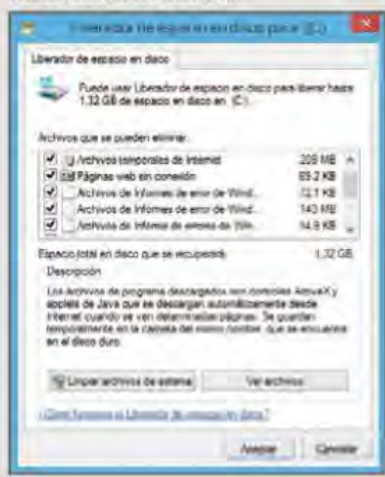 Liberador de espacio en disco para (C:)
Liberador de espacio en disco
Puede usar Liberador de espacio en disco para liberar hasta
1,32 GB de espacio en disco en (C:).
Archivos que se pueden eliminar:
Archivos temporales de Internet 209 MB
Páginas web sin conexión 85.2 KB
Archivos de Informes de error de Wind...
Archivos de Informes de error de Wind... 140 MB
Archivos de Informe de errores de Win... 14.9 KB
Espacio total en disco que se recuperará: 1,32 GB
Descripción
Los archivos de programa descargados son controles ActiveX y
applets de Java que se descargan automáticamente desde
Internet cuando se ven determinadas páginas. Se guardan
temporalmente en la carpeta del mismo nombre que se encuentra
en el disco duro.
Limpiar archivos de sistema
Ver archivos
¿Cómo funciona el Liberador de espacio en disco?
Aceptar Cancelar